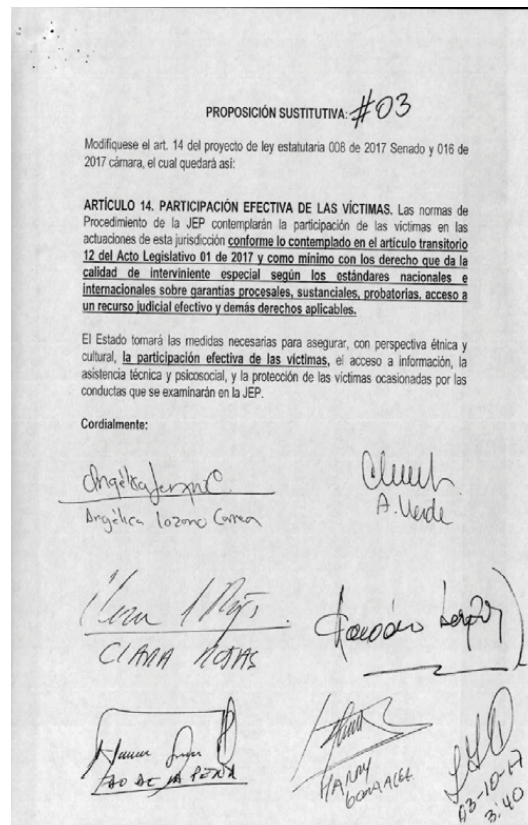 PROPOSICIÓN SUSTITUTIVA: #03
Modifíquese el art. 14 del proyecto de ley estatutaria 008 de 2017 Senado y 016 de
2017 cámara, el cual quedará así:
ARTÍCULO 14. PARTICIPACIÓN EFECTIVA DE LAS VÍCTIMAS. Las normas de
Procedimiento de la JEP contemplarán la participación de las víctimas en las
actuaciones de esta jurisdicción conforme lo contemplado en el artículo transitorio
12 del Acto Legislativo 01 de 2017 y como mínimo con los derecho que da la
calidad de interviniente especial según los estándares nacionales e
internacionales sobre garantías procesales, sustanciales, probatorias, acceso a
un recurso judicial efectivo y demás derechos aplicables.
El Estado tomará las medidas necesarias para asegurar, con perspectiva étnica y
cultural, la participación efectiva de las víctimas, el acceso a información, la
asistencia técnica y psicosocial, y la protección de las víctimas ocasionados por las
conductas que se examinarán en la JEP.
Cordialmente:
Angélica Lozano Correa
A. Verde
CLARA ROJAS
DE LA PEÑA
HARRY GONZALEZ
03-10-17
3:40